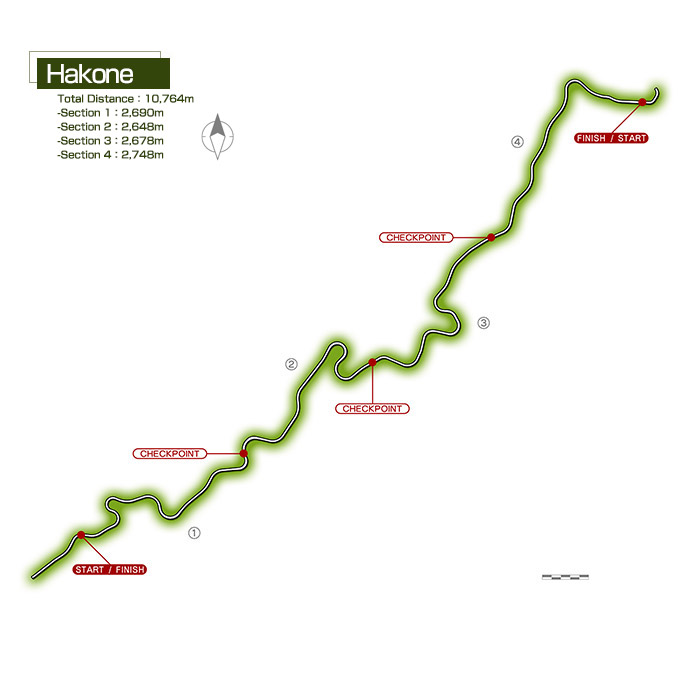 Hakone
Total Distance : 10,764m
-Section 1 : 2,690m
-Section 2 : 2,648m
-Section 3 : 2,678m
-Section 4 : 2,748m
FINISH / START
④
CHECKPOINT
③
②
CHECKPOINT
CHECKPOINT
①
START / FINISH